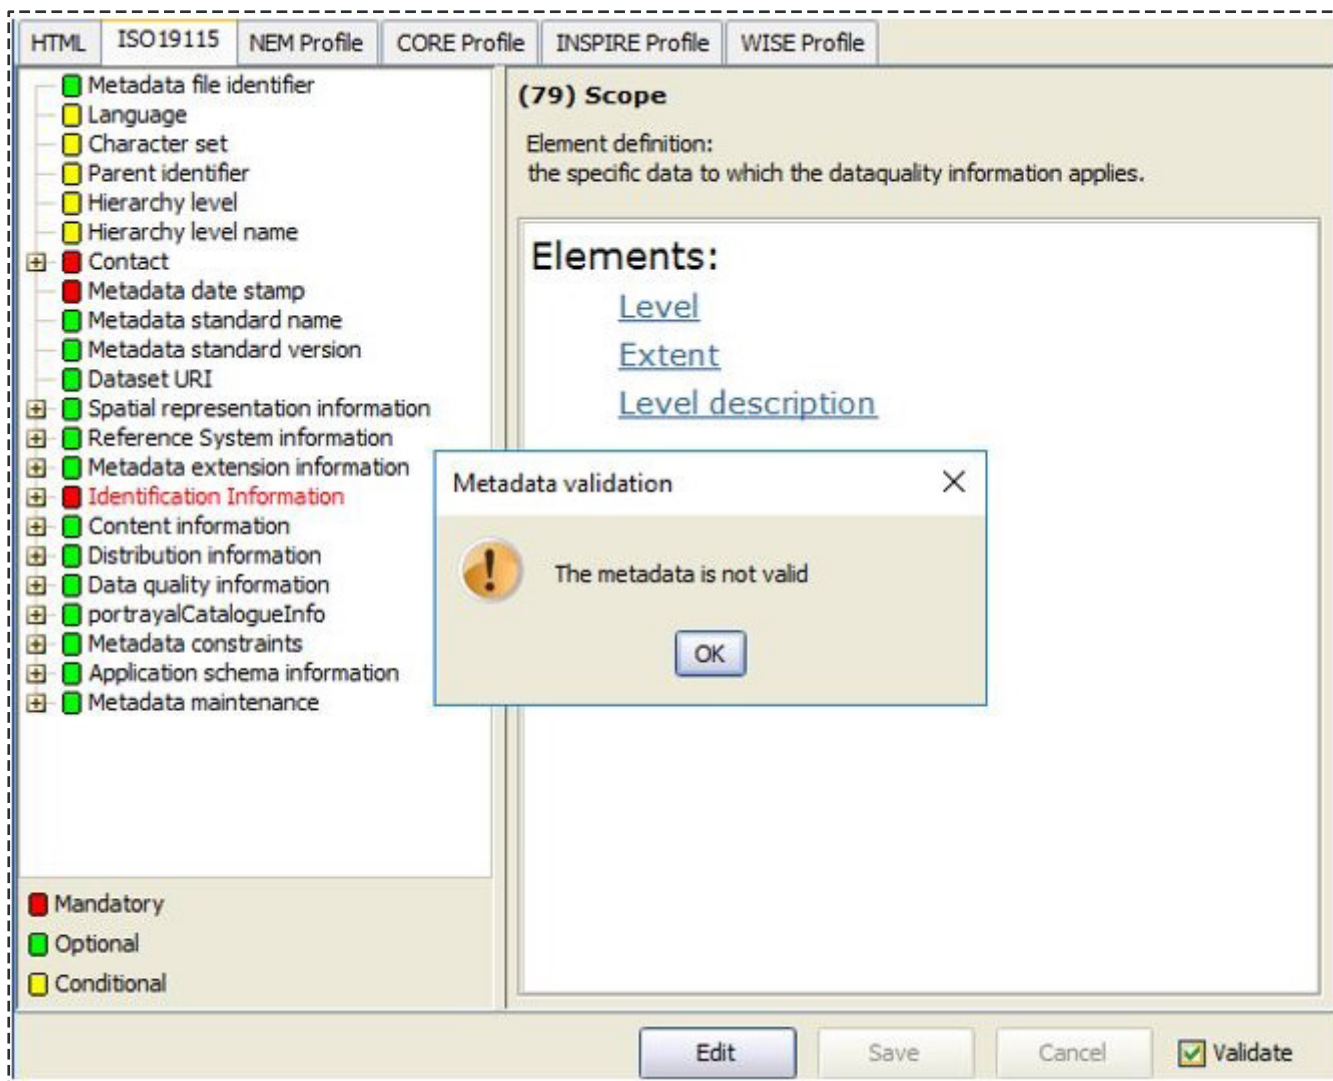 HTML ISO19115 NEM Profile CORE Profile INSPIRE Profile WISE Profile
Metadata file identifier
Language
Character set
Parent identifier
Hierarchy level
Hierarchy level name
Contact
Metadata date stamp
Metadata standard name
Metadata standard version
Dataset URI
Spatial representation information
Reference System information
Metadata extension information
Identification Information
Content information
Distribution information
Data quality information
portrayalCatalogueInfo
Metadata constraints
Application schema information
Metadata maintenance
Mandatory
Optional
Conditional
(79) Scope
Element definition:
the specific data to which the dataquality information applies.
Elements:
Level
Extent
Level description
Metadata validation
The metadata is not valid
OK
Edit Save Cancel Validate